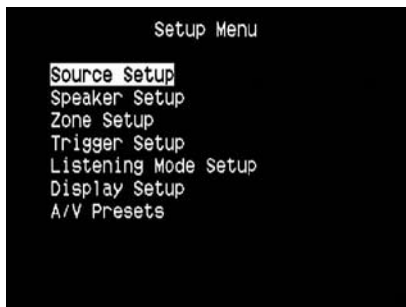 Setup Menu
Source Setup
Speaker Setup
Zone Setup
Trigger Setup
Listening Mode Setup
Display Setup
A/V Presets